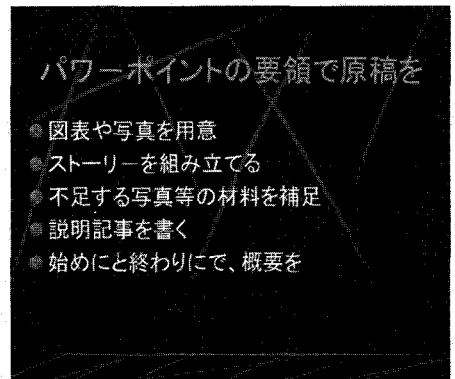 パワーポイントの要領で原稿を
図表や写真を用意
ストーリーを組み立てる
不足する写真等の材料を補足
説明記事を書く
始めにと終わりにで、概要を